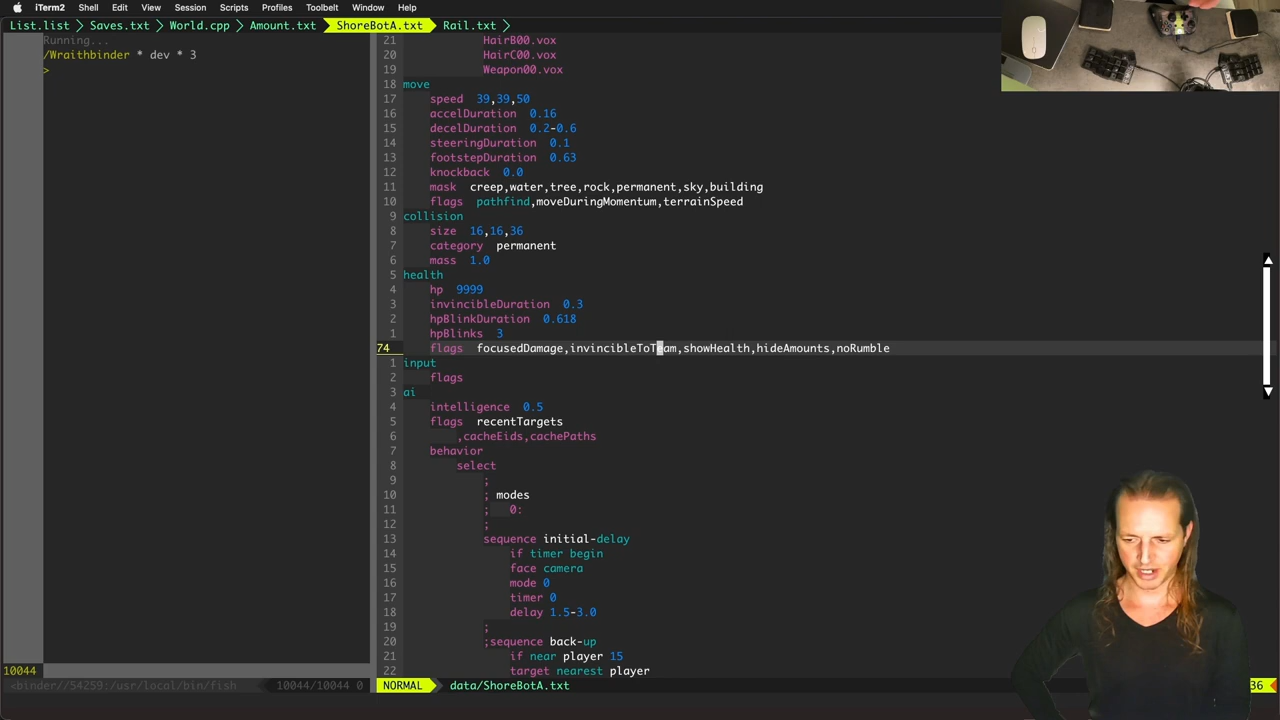 iTerm2 Shell Edit View Session Scripts Profiles Toolbelt Window Help
List.list Saves.txt World.cpp Amount.txt ShoreBotA.txt Rail.txt
Running...
/Wraithbinder * dev * 3
>
21 HairB00.vox
20 HairC00.vox
19 Weapon00.vox
18 move
17 speed 39,39,50
16 accelDuration 0.16
15 decelDuration 0.2-0.6
14 steeringDuration 0.1
13 footstepDuration 0.63
12 knockback 0.0
11 mask creep,water,tree,rock,permanent,sky,building
10 flags pathfind,moveDuringMomentum,terrainSpeed
9 collision
8 size 16,16,36
7 category permanent
6 mass 1.0
5 health
4 hp 9999
3 invincibleDuration 0.3
2 hpBlinkDuration 0.618
1 hpBlinks 3
74 flags focusedDamage,invincibleToTeam,showHealth,hideAmounts,noRumble
1 input
2 flags
3 ai
4 intelligence 0.5
5 flags recentTargets
6 ,cacheEids,cachePaths
7 behavior
8 select
9 ;
10 ; modes
11 ; 0:
12 ;
13 sequence initial-delay
14 if timer begin
15 face camera
16 mode 0
17 timer 0
18 delay 1.5-3.0
19 ;
20 ;sequence back-up
21 if near player 15
22 target nearest player
10044
<binder//54259:/usr/local/bin/fish 10044/10044 0
NORMAL data/ShoreBotA.txt 36